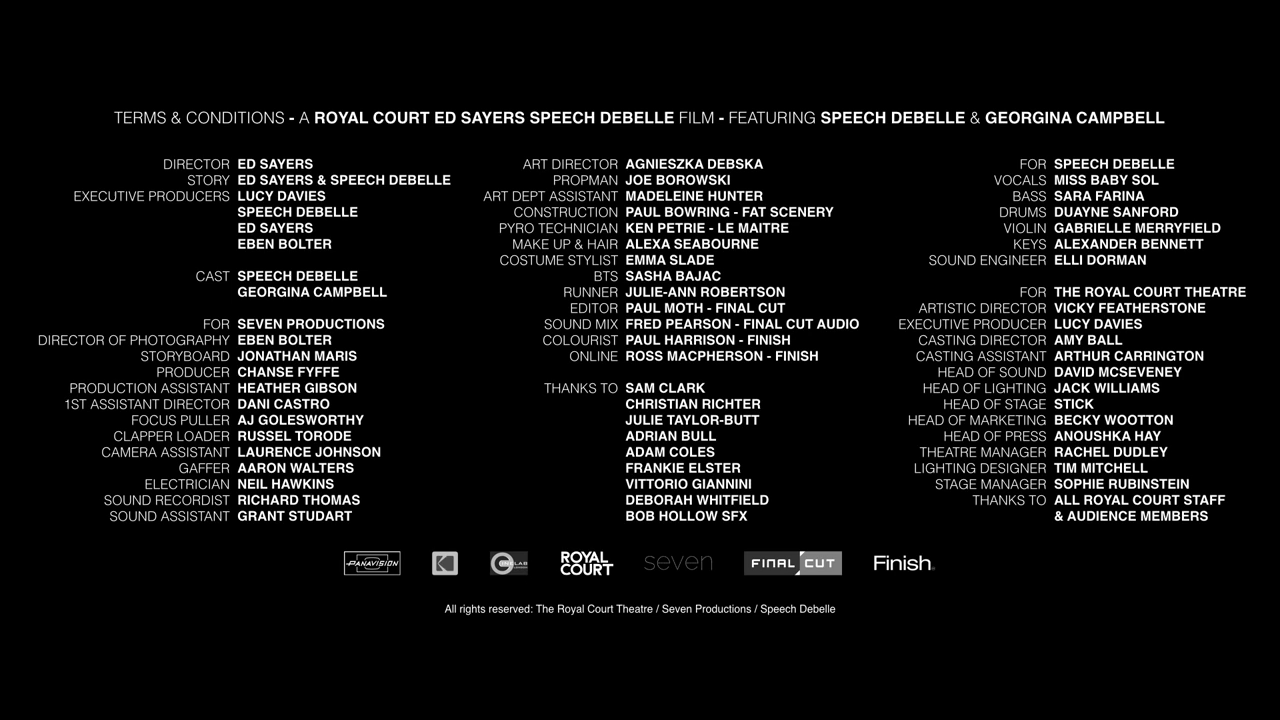 TERMS & CONDITIONS - A ROYAL COURT ED SAYERS SPEECH DEBELLE FILM - FEATURING SPEECH DEBELLE & GEORGINA CAMPBELL
DIRECTOR ED SAYERS
STORY ED SAYERS & SPEECH DEBELLE
EXECUTIVE PRODUCERS LUCY DAVIES
SPEECH DEBELLE
ED SAYERS
EBEN BOLTER
CAST SPEECH DEBELLE
GEORGINA CAMPBELL
FOR SEVEN PRODUCTIONS
DIRECTOR OF PHOTOGRAPHY EBEN BOLTER
STORYBOARD JONATHAN MARIS
PRODUCER CHANSE FYFFE
PRODUCTION ASSISTANT HEATHER GIBSON
1ST ASSISTANT DIRECTOR DANI CASTRO
FOCUS PULLER AJ GOLESWORTHY
CLAPPER LOADER RUSSEL TORODE
CAMERA ASSISTANT LAURENCE JOHNSON
GAFFER AARON WALTERS
ELECTRICIAN NEIL HAWKINS
SOUND RECORDIST RICHARD THOMAS
SOUND ASSISTANT GRANT STUDART
ART DIRECTOR AGNIESZKA DEBSKA
PROPMAN JOE BOROWSKI
ART DEPT ASSISTANT MADELEINE HUNTER
CONSTRUCTION PAUL BOWRING - FAT SCENERY
PYRO TECHNICIAN KEN PETRIE - LE MAITRE
MAKE UP & HAIR ALEXA SEABOURNE
COSTUME STYLIST EMMA SLADE
BTS SASHA BAJAC
RUNNER JULIE-ANN ROBERTSON
EDITOR PAUL MOTH - FINAL CUT
SOUND MIX FRED PEARSON - FINAL CUT AUDIO
COLOURIST PAUL HARRISON - FINISH
ONLINE ROSS MACPHERSON - FINISH
THANKS TO SAM CLARK
CHRISTIAN RICHTER
JULIE TAYLOR-BUTT
ADRIAN BULL
ADAM COLES
FRANKIE ELSTER
VITTORIO GIANNINI
DEBORAH WHITFIELD
BOB HOLLOW SFX
FOR SPEECH DEBELLE
VOCALS MISS BABY SOL
BASS SARA FARINA
DRUMS DUAYNE SANFORD
VIOLIN GABRIELLE MERRYFIELD
KEYS ALEXANDER BENNETT
SOUND ENGINEER ELLI DORMAN
FOR THE ROYAL COURT THEATRE
ARTISTIC DIRECTOR VICKY FEATHERSTONE
EXECUTIVE PRODUCER LUCY DAVIES
CASTING DIRECTOR AMY BALL
CASTING ASSISTANT ARTHUR CARRINGTON
HEAD OF SOUND DAVID MCSEVENEY
HEAD OF LIGHTING JACK WILLIAMS
HEAD OF STAGE STICK
HEAD OF MARKETING BECKY WOOTTON
HEAD OF PRESS ANOUSHKA HAY
THEATRE MANAGER RACHEL DUDLEY
LIGHTING DESIGNER TIM MITCHELL
STAGE MANAGER SOPHIE RUBINSTEIN
THANKS TO ALL ROYAL COURT STAFF
& AUDIENCE MEMBERS
PANAVISION
ROYAL
COURT
seven
FINAL CUT
Finish
All rights reserved: The Royal Court Theatre / Seven Productions / Speech Debelle